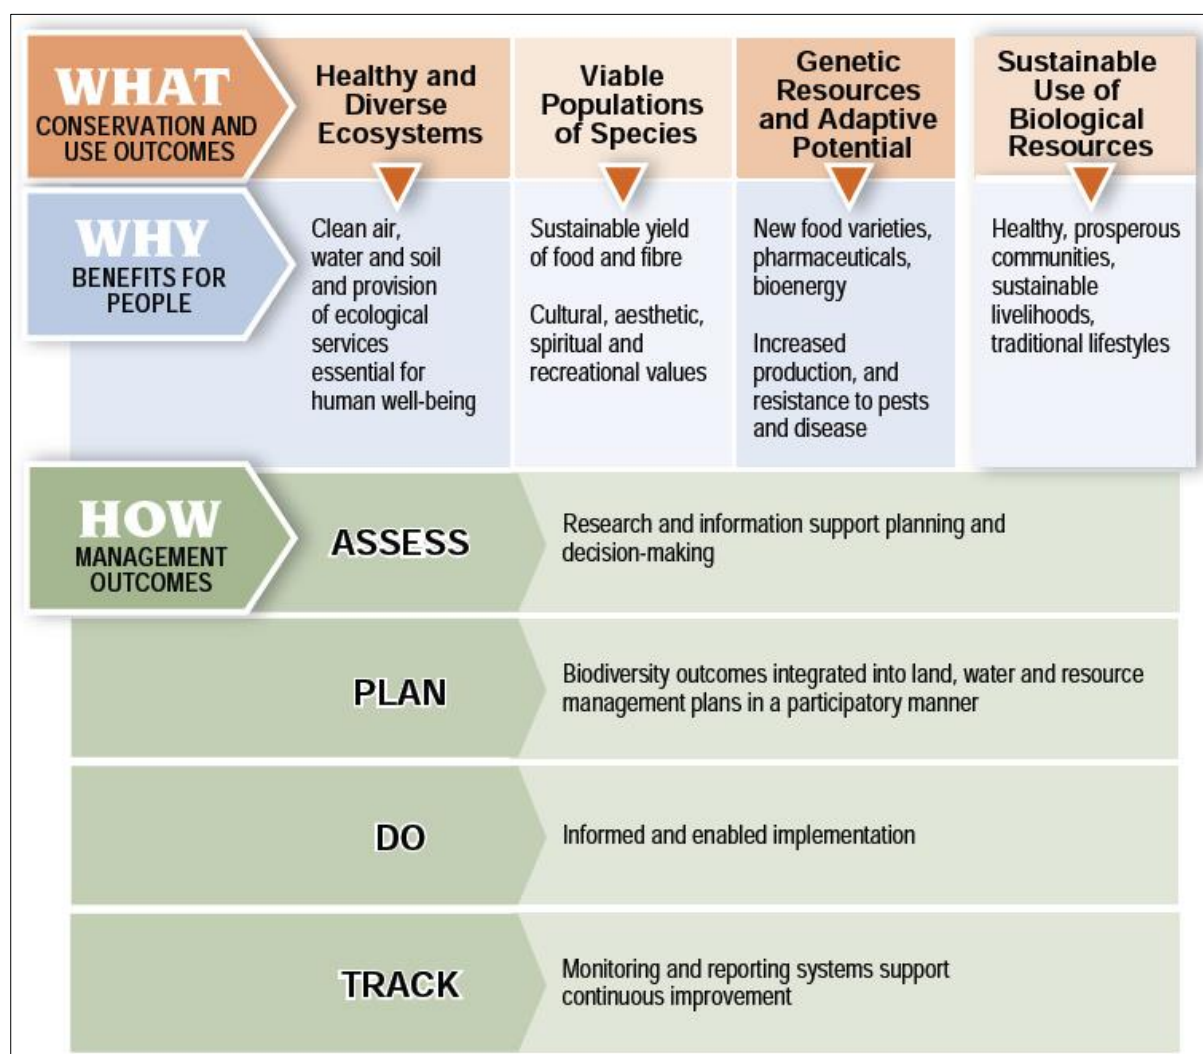 WHAT
CONSERVATION AND
USE OUTCOMES
Healthy and
Diverse
Ecosystems
Viable
Populations
of Species
Genetic
Resources
and Adaptive
Potential
Sustainable
Use of
Biological
Resources
WHY
BENEFITS FOR
PEOPLE
Clean air,
water and soil
and provision
of ecological
services
essential for
human well-being
Sustainable yield
of food and fibre
Cultural, aesthetic,
spiritual and
recreational values
New food varieties,
pharmaceuticals,
bioenergy
Increased
production, and
resistance to pests
and disease
Healthy, prosperous
communities,
sustainable
livelihoods,
traditional lifestyles
HOW
MANAGEMENT
OUTCOMES
ASSESS
Research and information support planning and
decision-making
PLAN
Biodiversity outcomes integrated into land, water and resource
management plans in a participatory manner
DO
Informed and enabled implementation
TRACK
Monitoring and reporting systems support
continuous improvement